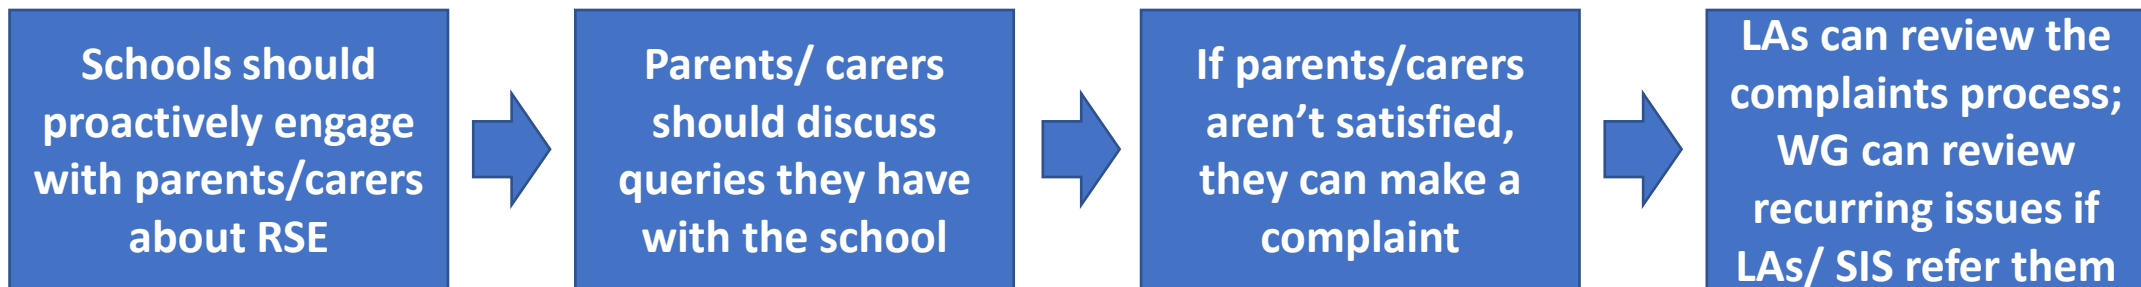 Schools should
proactively engage
with parents/carers
about RSE
Parents/ carers
should discuss
queries they have
with the school
If parents/carers
aren’t satisfied,
they can make a
complaint
LAs can review the
complaints process;
WG can review
recurring issues if
LAs/ SIS refer them